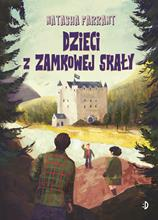 NATASHA FARRANT
DZIECI
Z ZAMKOWEJ SKAŁY
D